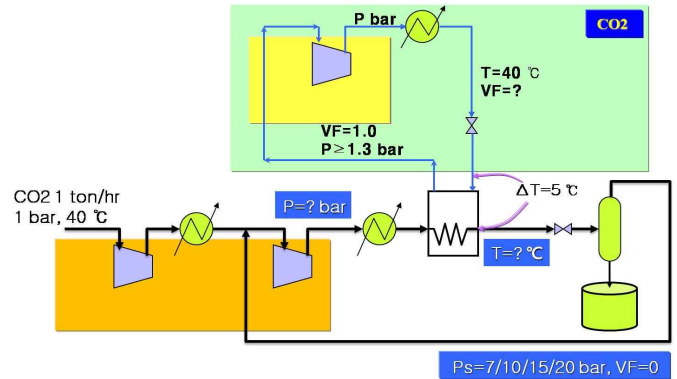 P bar
CO2
T=40 ℃
VF=?
VF=1.0
P≥1.3 bar
CO2 1 ton/hr
1 bar, 40 ℃
P=? bar
ΔT=5 ℃
T=? ℃
Ps=7/10/15/20 bar, VF=0